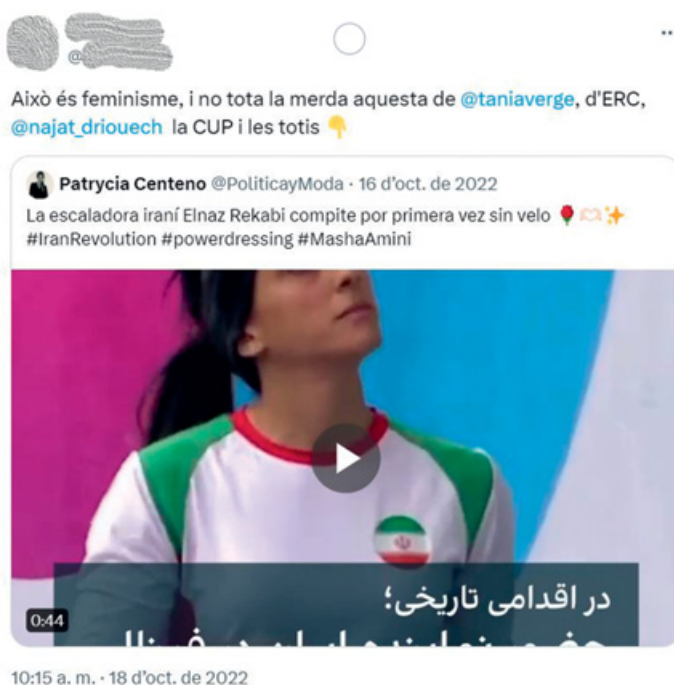 @
Això és feminisme, i no tota la merda aquesta de @taniaverge, d'ERC,
@najat_driouech la CUP i les totis 👇
Patrycia Centeno @PoliticayModa · 16 d'oct. de 2022
La escaladora iraní Elnaz Rekabi compite por primera vez sin velo 🌹🫶🏻✨
#IranRevolution #powerdressing #MashaAmini
در اقدامی تاریخی؛
0:44
10:15 a. m. · 18 d'oct. de 2022